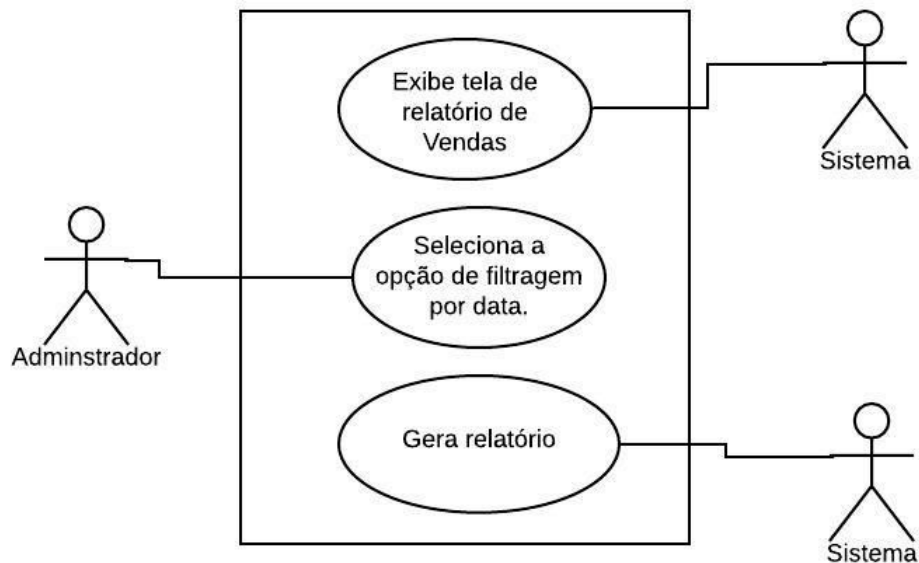 Exibe tela de
relatório de
Vendas
Sistema
Seleciona a
opção de filtragem
por data.
Adminstrador
Gera relatório
Sistema